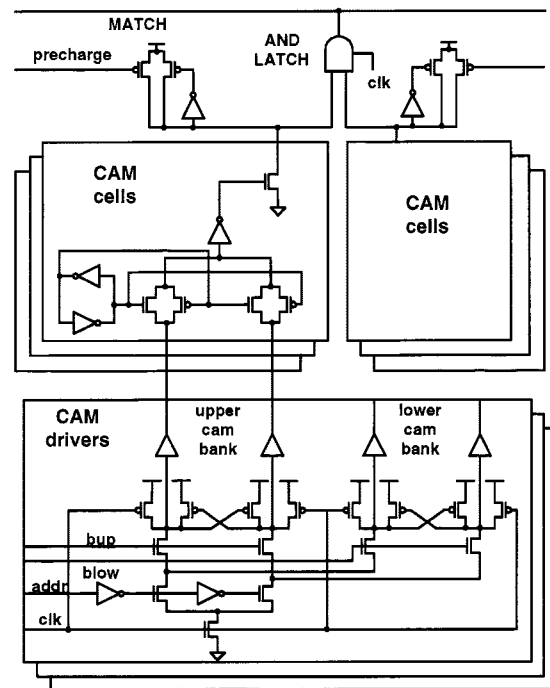 MATCH
precharge
AND
LATCH
clk
CAM
cells
CAM
cells
CAM
drivers
upper
cam
bank
lower
cam
bank
bup
blow
addr
clk